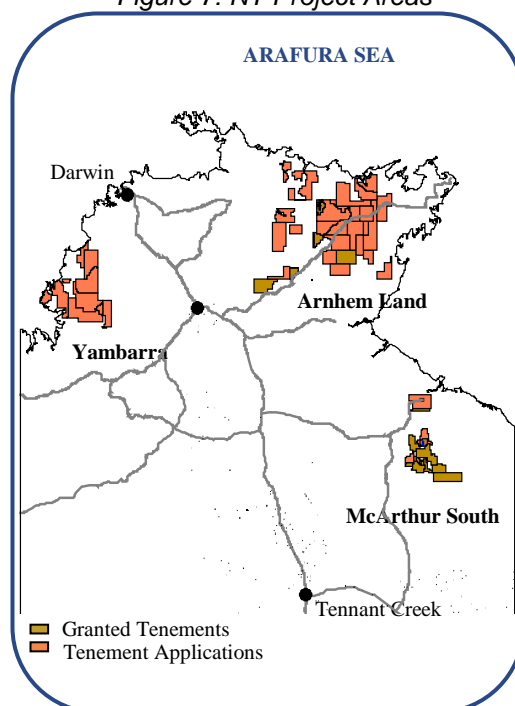 Figure 7: NT Project Areas
ARAFURA SEA
Darwin
Arnhem Land
Yambarra
McArthur South
Tennant Creek
Granted Tenements
Tenement Applications